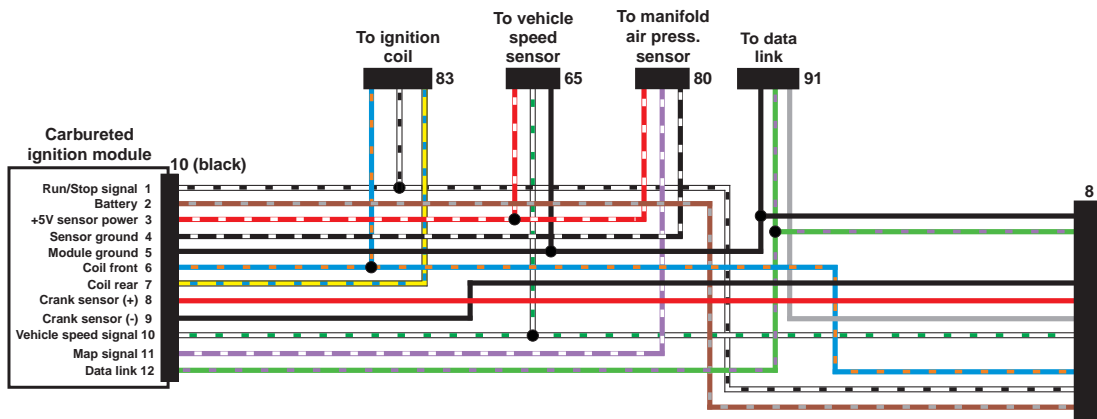 To ignition
coil
83
To vehicle
speed
sensor
65
To manifold
air press.
sensor
80
To data
link
91
Carbureted
ignition module
10 (black)
Run/Stop signal 1
Battery 2
+5V sensor power 3
Sensor ground 4
Module ground 5
Coil front 6
Coil rear 7
Crank sensor (+) 8
Crank sensor (-) 9
Vehicle speed signal 10
Map signal 11
Data link 12
8